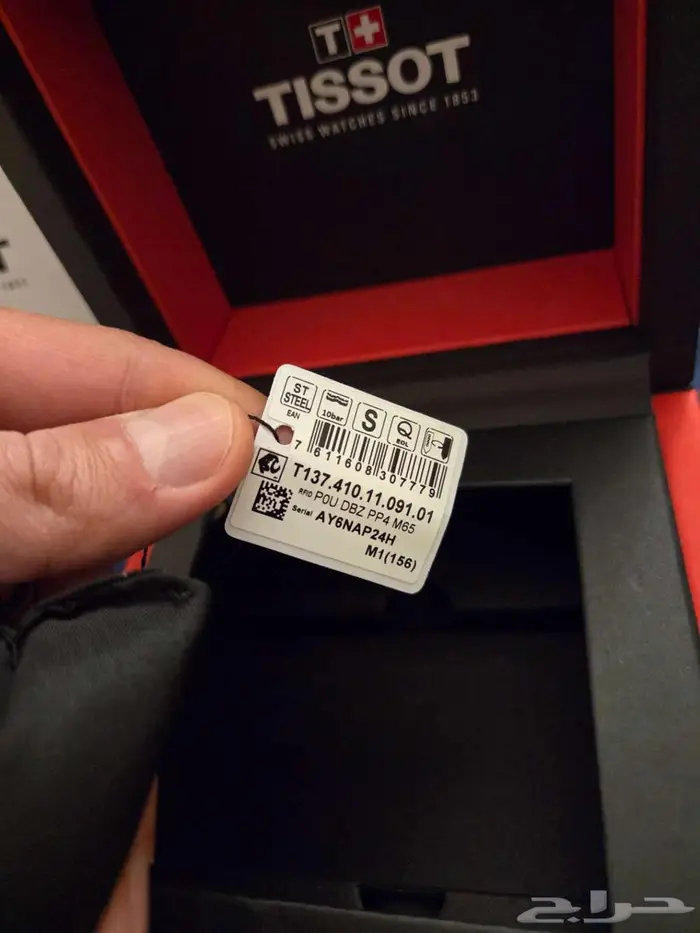 T+
TISSOT
SWISS WATCHES SINCE 1853
T
1853
ST
STEEL
10bar
S
Q
EOL
EAN
7 611608 307779
T137.410.11.091.01
RFID P0U DBZ PP4 M65
Serial AY6NAP24H
M1(156)
حراج